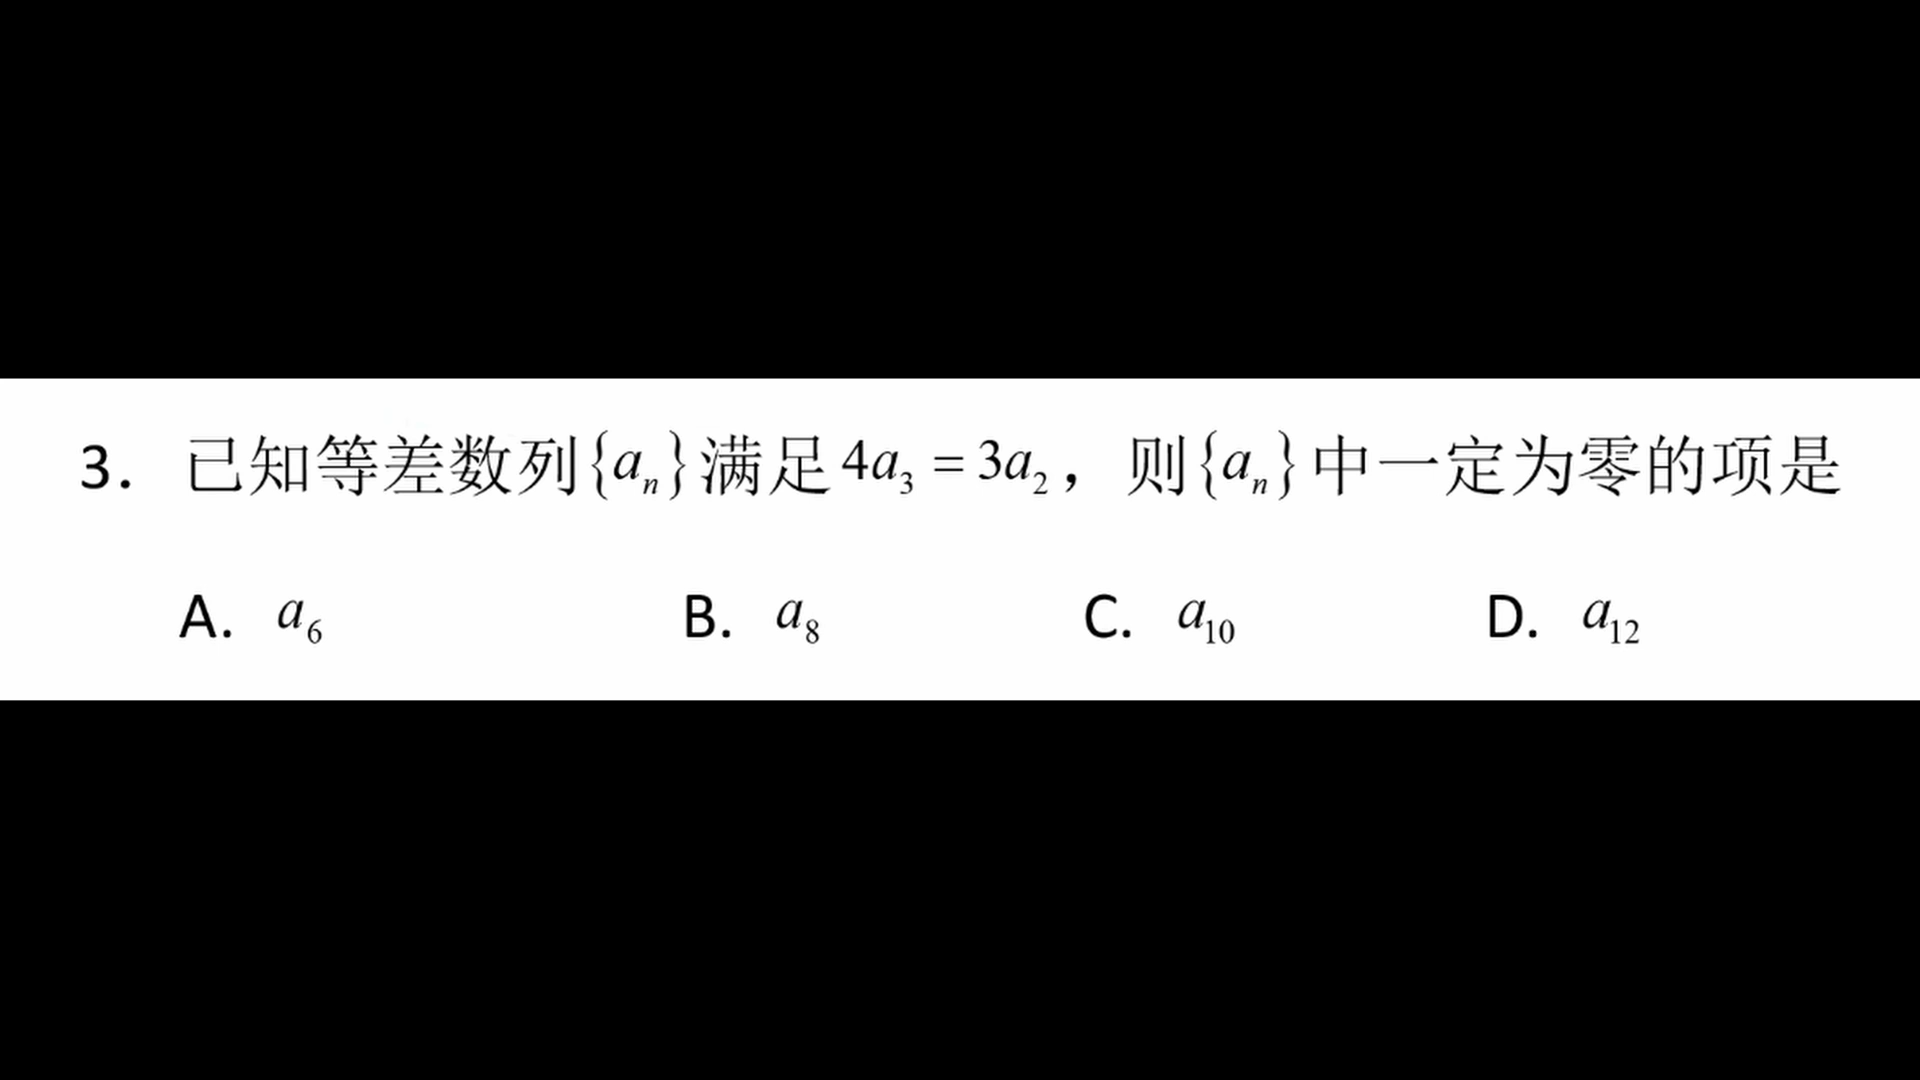 3. 已知等差数列{aₙ}满足4a₃ = 3a₂，则{aₙ}中一定为零的项是
A. a₆ B. a₈ C. a₁₀ D. a₁₂